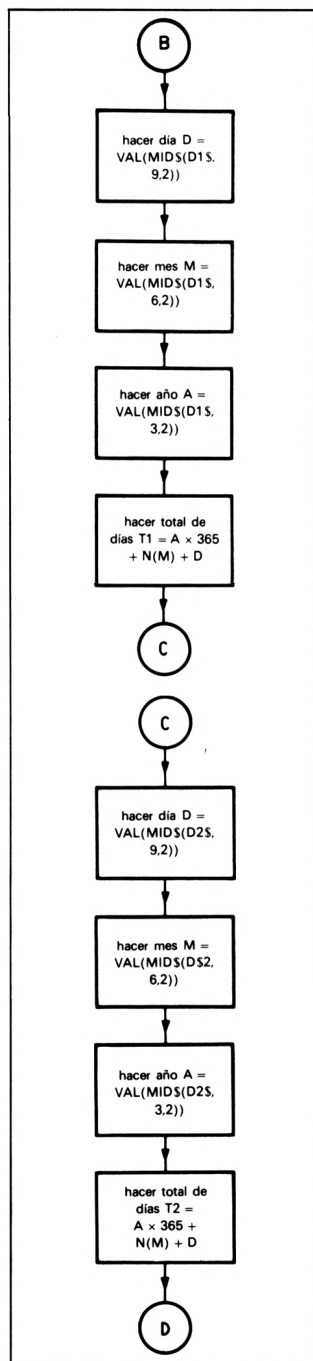 B
hacer día D =
VAL(MID$(D1$,
9,2))
hacer mes M =
VAL(MID$(D1$,
6,2))
hacer año A =
VAL(MID$(D1$,
3,2))
hacer total de
días T1 = A × 365
+ N(M) + D
C
C
hacer día D =
VAL(MID$(D2$,
9,2))
hacer mes M =
VAL(MID$(D$2,
6,2))
hacer año A =
VAL(MID$(D2$,
3,2))
hacer total de
días T2 =
A × 365 +
N(M) + D
D